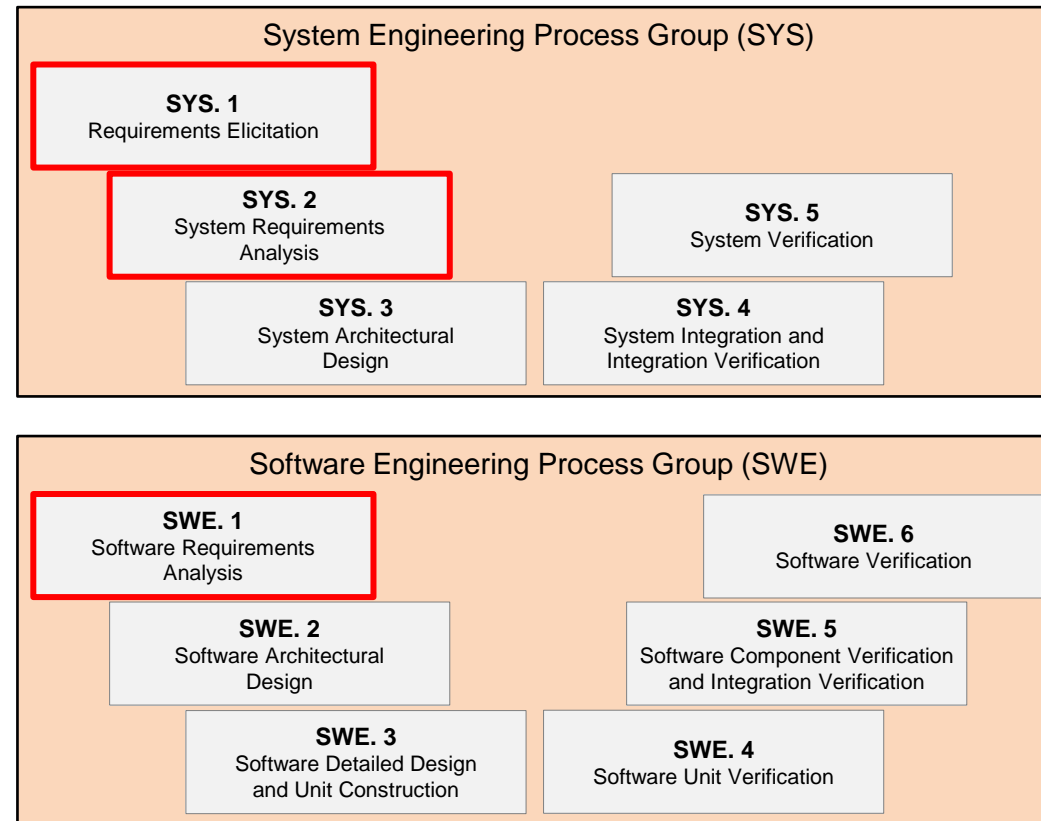 System Engineering Process Group (SYS)
SYS. 1
Requirements Elicitation
SYS. 2
System Requirements
Analysis
SYS. 5
System Verification
SYS. 3
System Architectural
Design
SYS. 4
System Integration and
Integration Verification
Software Engineering Process Group (SWE)
SWE. 1
Software Requirements
Analysis
SWE. 6
Software Verification
SWE. 2
Software Architectural
Design
SWE. 5
Software Component Verification
and Integration Verification
SWE. 3
Software Detailed Design
and Unit Construction
SWE. 4
Software Unit Verification